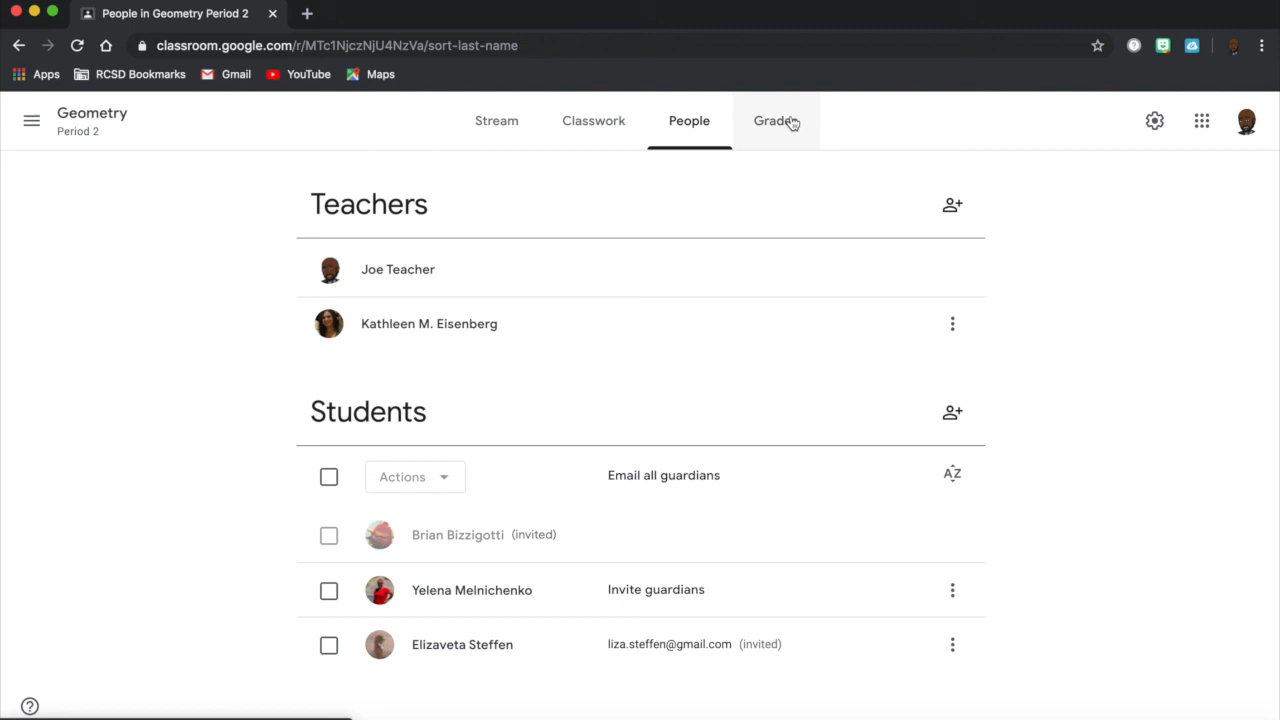 People in Geometry Period 2
classroom.google.com/r/MTc1NjczNjU4NzVa/sort-last-name
Apps RCSD Bookmarks Gmail YouTube Maps
Geometry
Period 2
Stream Classwork People Grades
Teachers
Joe Teacher
Kathleen M. Eisenberg
Students
Actions Email all guardians AZ
Brian Bizzigotti (invited)
Yelena Melnichenko Invite guardians
Elizaveta Steffen liza.steffen@gmail.com (invited)